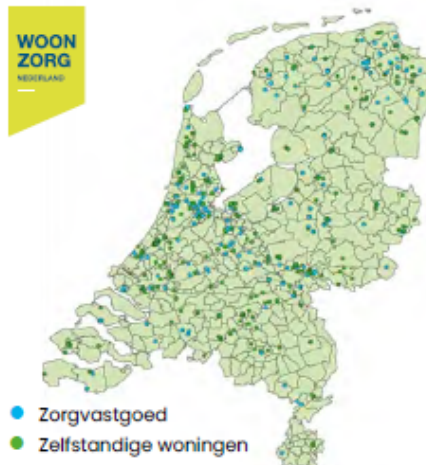 WOON
ZORG
NEDERLAND
Zorgvastgoed
Zelfstandige woningen